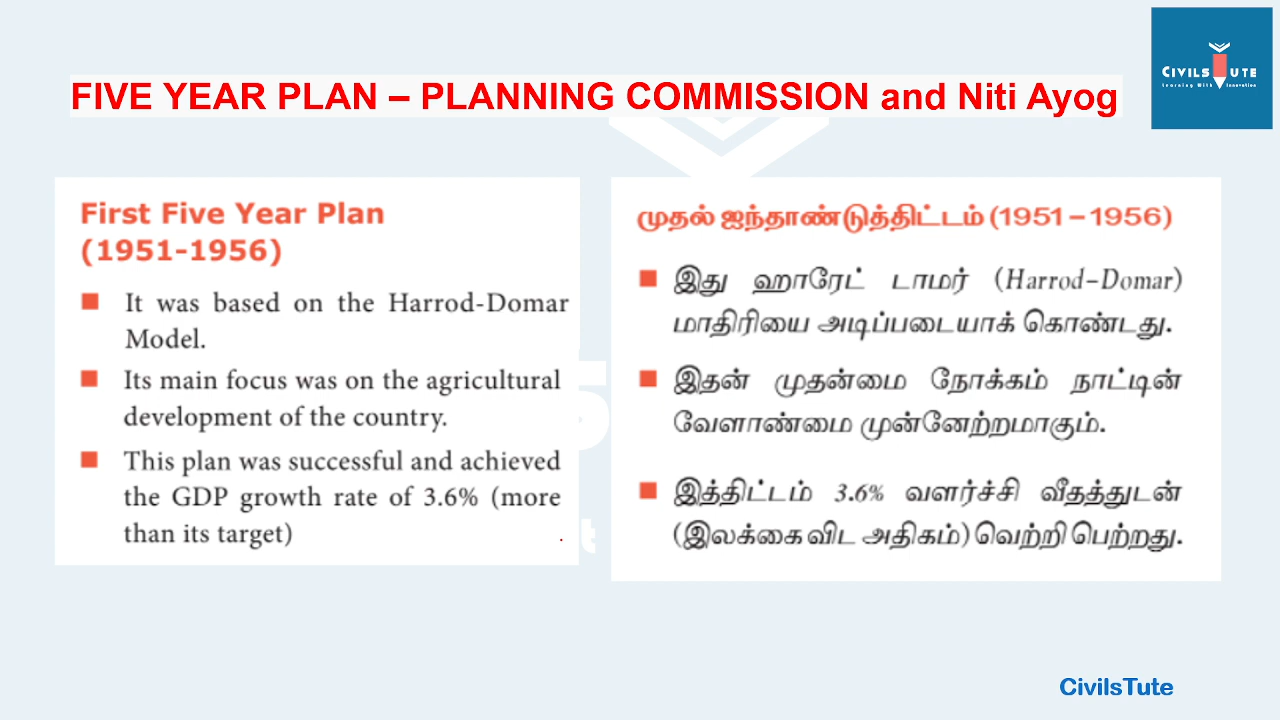 CIVILS TUTE
Learning With Innovation
FIVE YEAR PLAN – PLANNING COMMISSION and Niti Ayog
First Five Year Plan
(1951-1956)
■ It was based on the Harrod-Domar
Model.
■ Its main focus was on the agricultural
development of the country.
■ This plan was successful and achieved
the GDP growth rate of 3.6% (more
than its target)
முதல் ஐந்தாண்டுத்திட்டம் (1951 – 1956)
■ இது ஹாரேட் டாமர் (Harrod–Domar)
மாதிரியை அடிப்படையாக் கொண்டது.
■ இதன் முதன்மை நோக்கம் நாட்டின்
வேளாண்மை முன்னேற்றமாகும்.
■ இத்திட்டம் 3.6% வளர்ச்சி வீதத்துடன்
(இலக்கை விட அதிகம்) வெற்றி பெற்றது.
CivilsTute